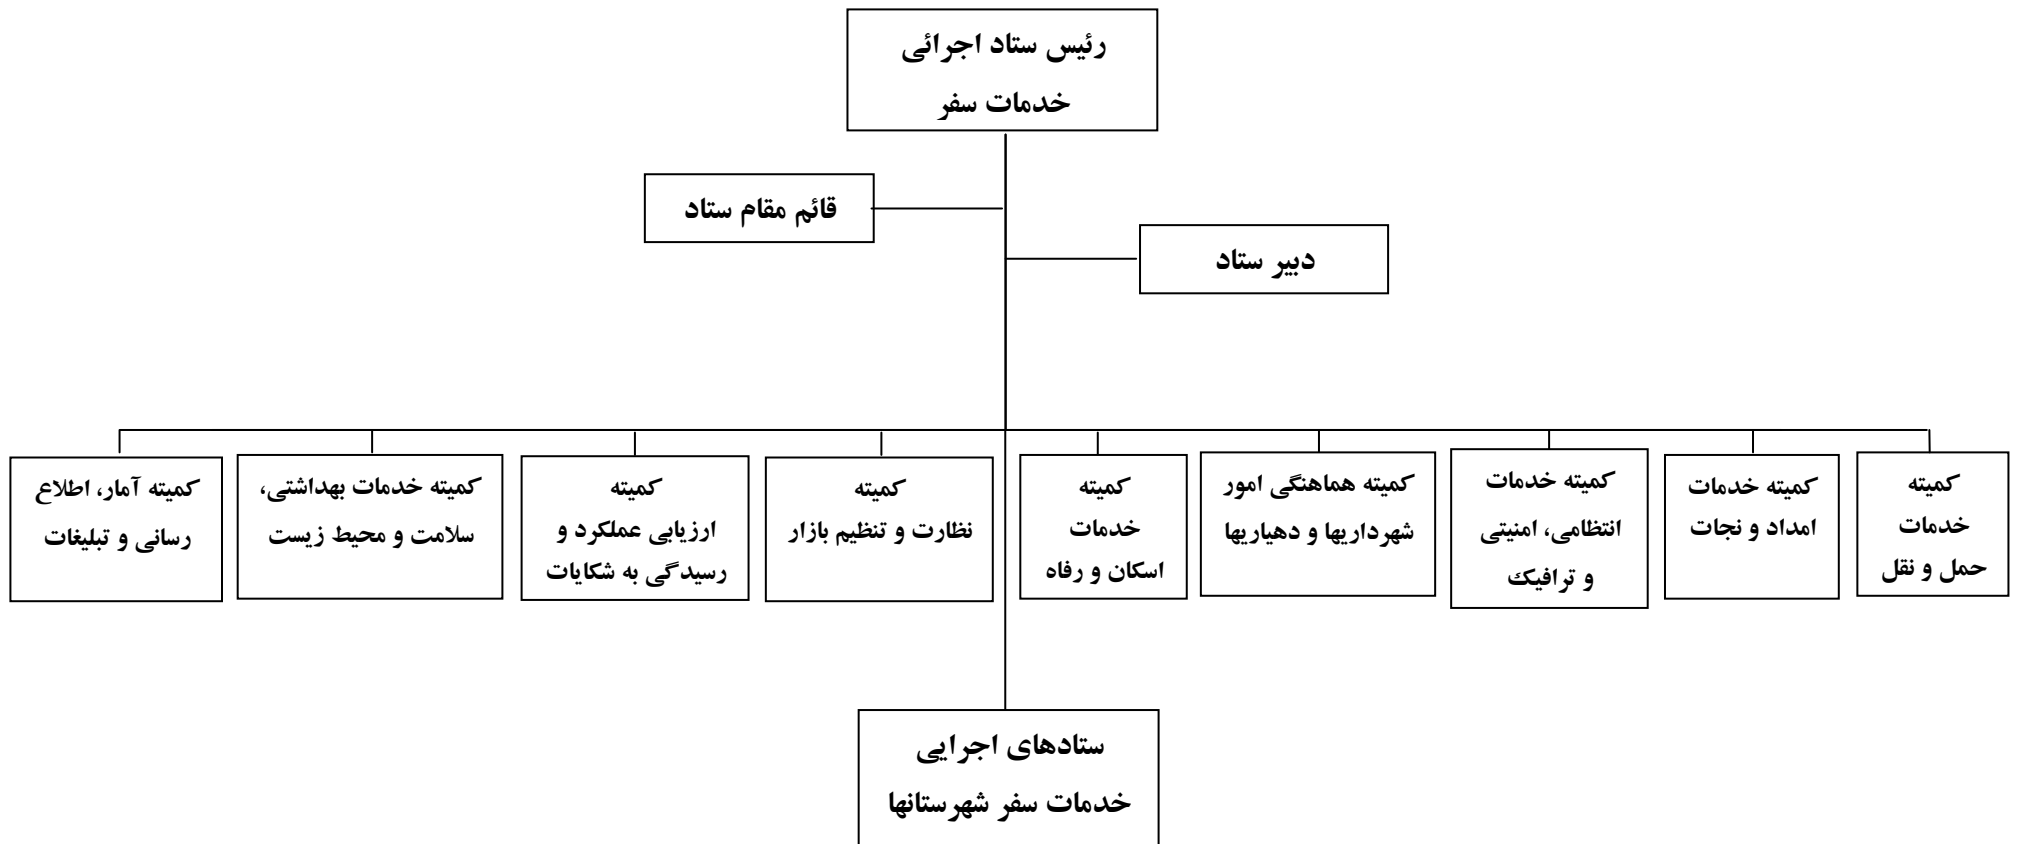 رئیس ستاد اجرائی
خدمات سفر
قائم مقام ستاد
دبیر ستاد
کمیته
خدمات
حمل و نقل
کمیته خدمات
امداد و نجات
کمیته خدمات
انتظامی، امنیتی
و ترافیک
کمیته هماهنگی امور
شهرداریها و دهیاریها
کمیته
خدمات
اسکان و رفاه
کمیته
نظارت و تنظیم بازار
کمیته
ارزیابی عملکرد و
رسیدگی به شکایات
کمیته خدمات بهداشتی،
سلامت و محیط زیست
کمیته آمار، اطلاع
رسانی و تبلیغات
ستادهای اجرایی
خدمات سفر شهرستانها